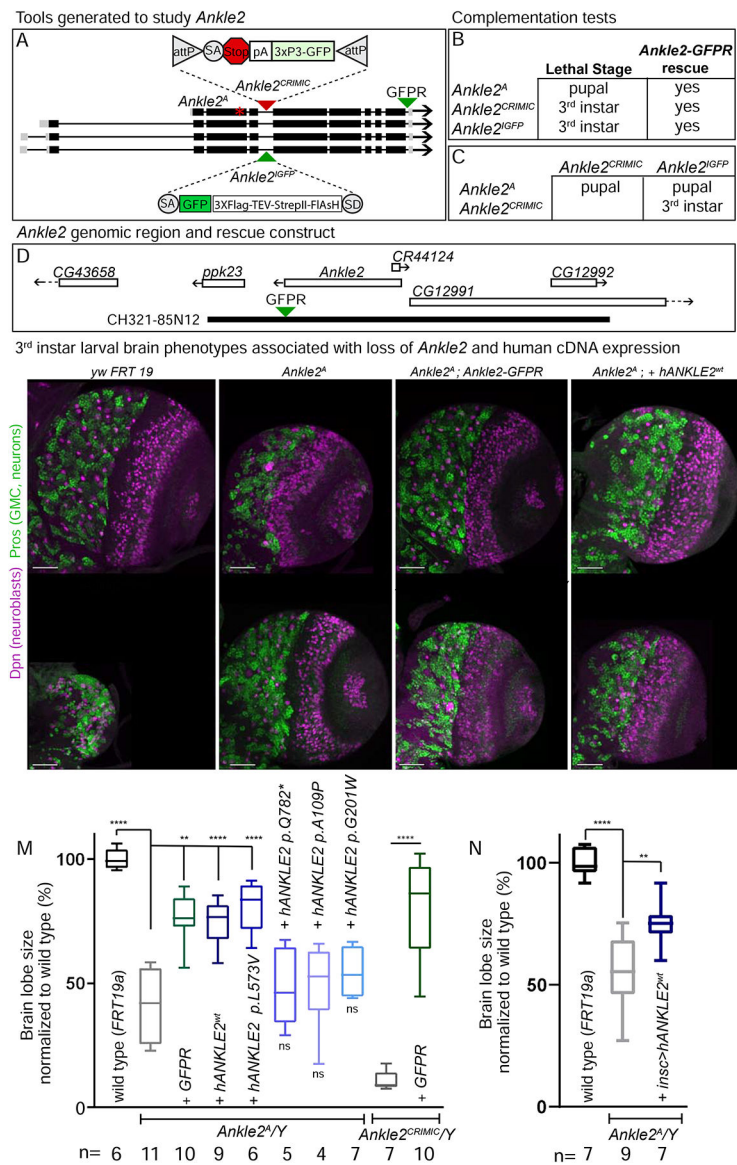 Tools generated to study Ankle2
Complementation tests
A
attP
SA
Stop
pA
3xP3-GFP
attP
Ankle2CRIMIC
Ankle2A
*
GFPR
Ankle2IGFP
SA
GFP
3XFlag-TEV-StrepII-FlAsH
SD
B
Lethal Stage
Ankle2-GFPR rescue
Ankle2A pupal yes
Ankle2CRIMIC 3rd instar yes
Ankle2IGFP 3rd instar yes
C
Ankle2CRIMIC Ankle2IGFP
Ankle2A pupal pupal
Ankle2CRIMIC 3rd instar
Ankle2 genomic region and rescue construct
D
CG43658
ppk23
Ankle2
CR44124
CG12992
CG12991
GFPR
CH321-85N12
3rd instar larval brain phenotypes associated with loss of Ankle2 and human cDNA expression
yw FRT 19
Ankle2A
Ankle2A ; Ankle2-GFPR
Ankle2A ; + hANKLE2wt
Pros (GMC, neurons)
Dpn (neuroblasts)
M
Brain lobe size
normalized to wild type (%)
100
50
0
****
**
****
****
****
wild type (FRT19a)
+ GFPR
+ hANKLE2wt
+ hANKLE2 p.L573V
+ hANKLE2 p.Q782*
+ hANKLE2 p.A109P
+ hANKLE2 p.G201W
ns
ns
ns
+ GFPR
Ankle2A/Y
Ankle2CRIMIC/Y
n= 6 11 10 9 6 5 4 7 7 10
N
Brain lobe size
normalized to wild type (%)
100
50
0
****
**
wild type (FRT19a)
+ insc>hANKLE2wt
Ankle2A/Y
n= 7 9 7